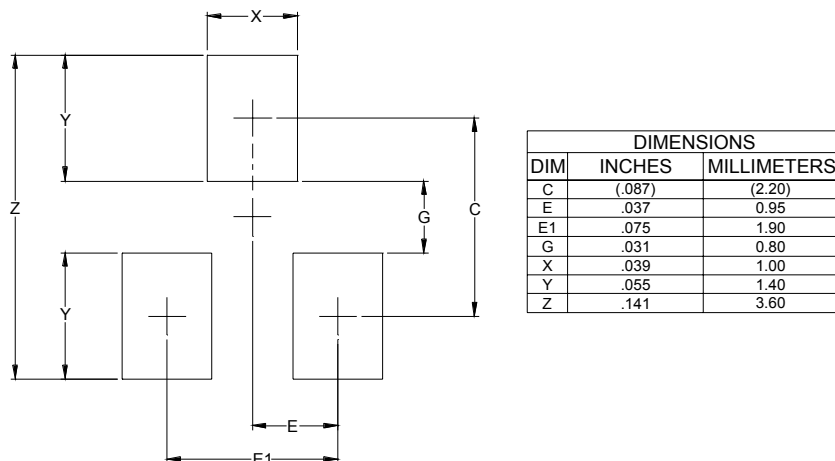 X
Y
Z
G
C
Y
E
E1
DIMENSIONS
DIM INCHES MILLIMETERS
C (.087) (2.20)
E .037 0.95
E1 .075 1.90
G .031 0.80
X .039 1.00
Y .055 1.40
Z .141 3.60